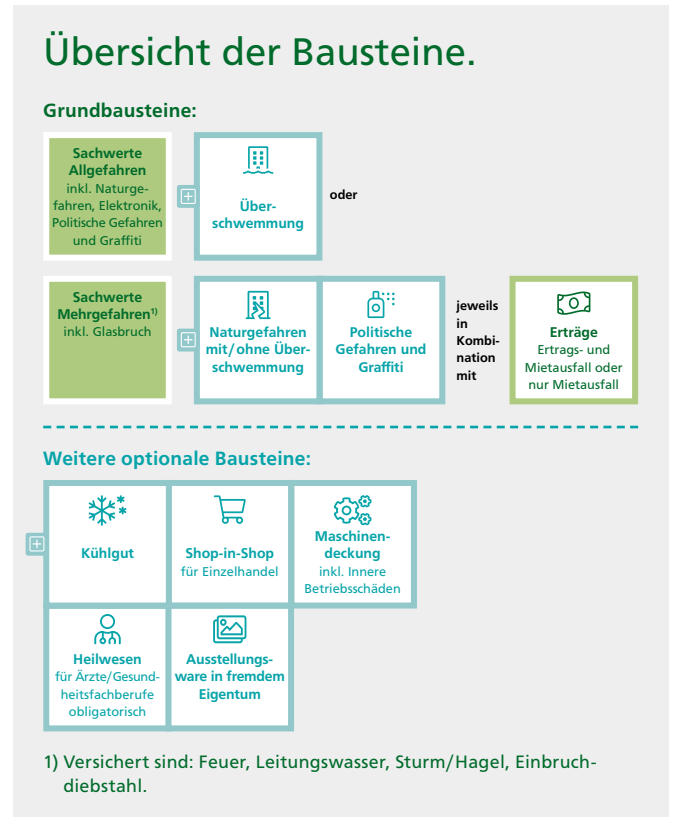 Übersicht der Bausteine.
Grundbausteine:
Sachwerte
Allgefahren
inkl. Naturge-
fahren, Elektronik,
Politische Gefahren
und Graffiti
Über-
schwemmung
oder
Sachwerte
Mehrgefahren¹⁾
inkl. Glasbruch
Naturgefahren
mit/ohne Über-
schwemmung
Politische
Gefahren und
Graffiti
jeweils
in
Kombi-
nation
mit
Erträge
Ertrags- und
Mietausfall oder
nur Mietausfall
Weitere optionale Bausteine:
Kühlgut
Shop-in-Shop
für Einzelhandel
Maschinen-
deckung
inkl. Innere
Betriebsschäden
Heilwesen
für Ärzte/Gesund-
heitsfachberufe
obligatorisch
Ausstellungs-
ware in fremdem
Eigentum
1) Versichert sind: Feuer, Leitungswasser, Sturm/Hagel, Einbruch-
diebstahl.